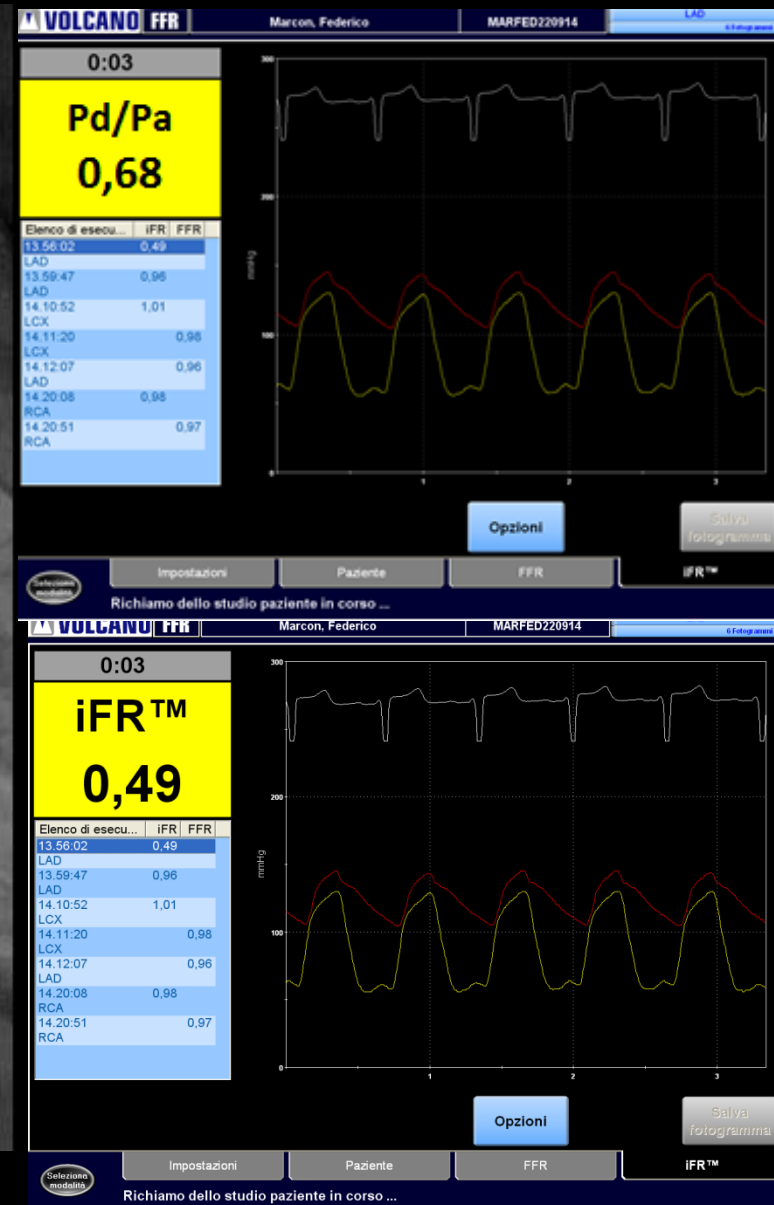 VOLCANO FFR Marcon, Federico MARFED220914 LAD
6 Fotogrammi
0:03
Pd/Pa
0,68
Elenco di esecu... iFR FFR
13.56:02 0,49
LAD
13.59:47 0,96
LAD
14.10:52 1,01
LCX
14.11:20 0,98
LCX
14.12:07 0,96
LAD
14.20:08 0,98
RCA
14.20:51 0,97
RCA
300
200
mmHg
100
0
1 2 3
Opzioni
Salva
fotogramma
Seleziona
modalità
Impostazioni Paziente FFR iFR™
Richiamo dello studio paziente in corso ...
VOLCANO FFR Marcon, Federico MARFED220914
6 Fotogrammi
0:03
iFR™
0,49
Elenco di esecu... iFR FFR
13.56:02 0,49
LAD
13.59:47 0,96
LAD
14.10:52 1,01
LCX
14.11:20 0,98
LCX
14.12:07 0,96
LAD
14.20:08 0,98
RCA
14.20:51 0,97
RCA
300
200
mmHg
100
0
1 2 3
Opzioni
Salva
fotogramma
Seleziona
modalità
Impostazioni Paziente FFR iFR™
Richiamo dello studio paziente in corso ...